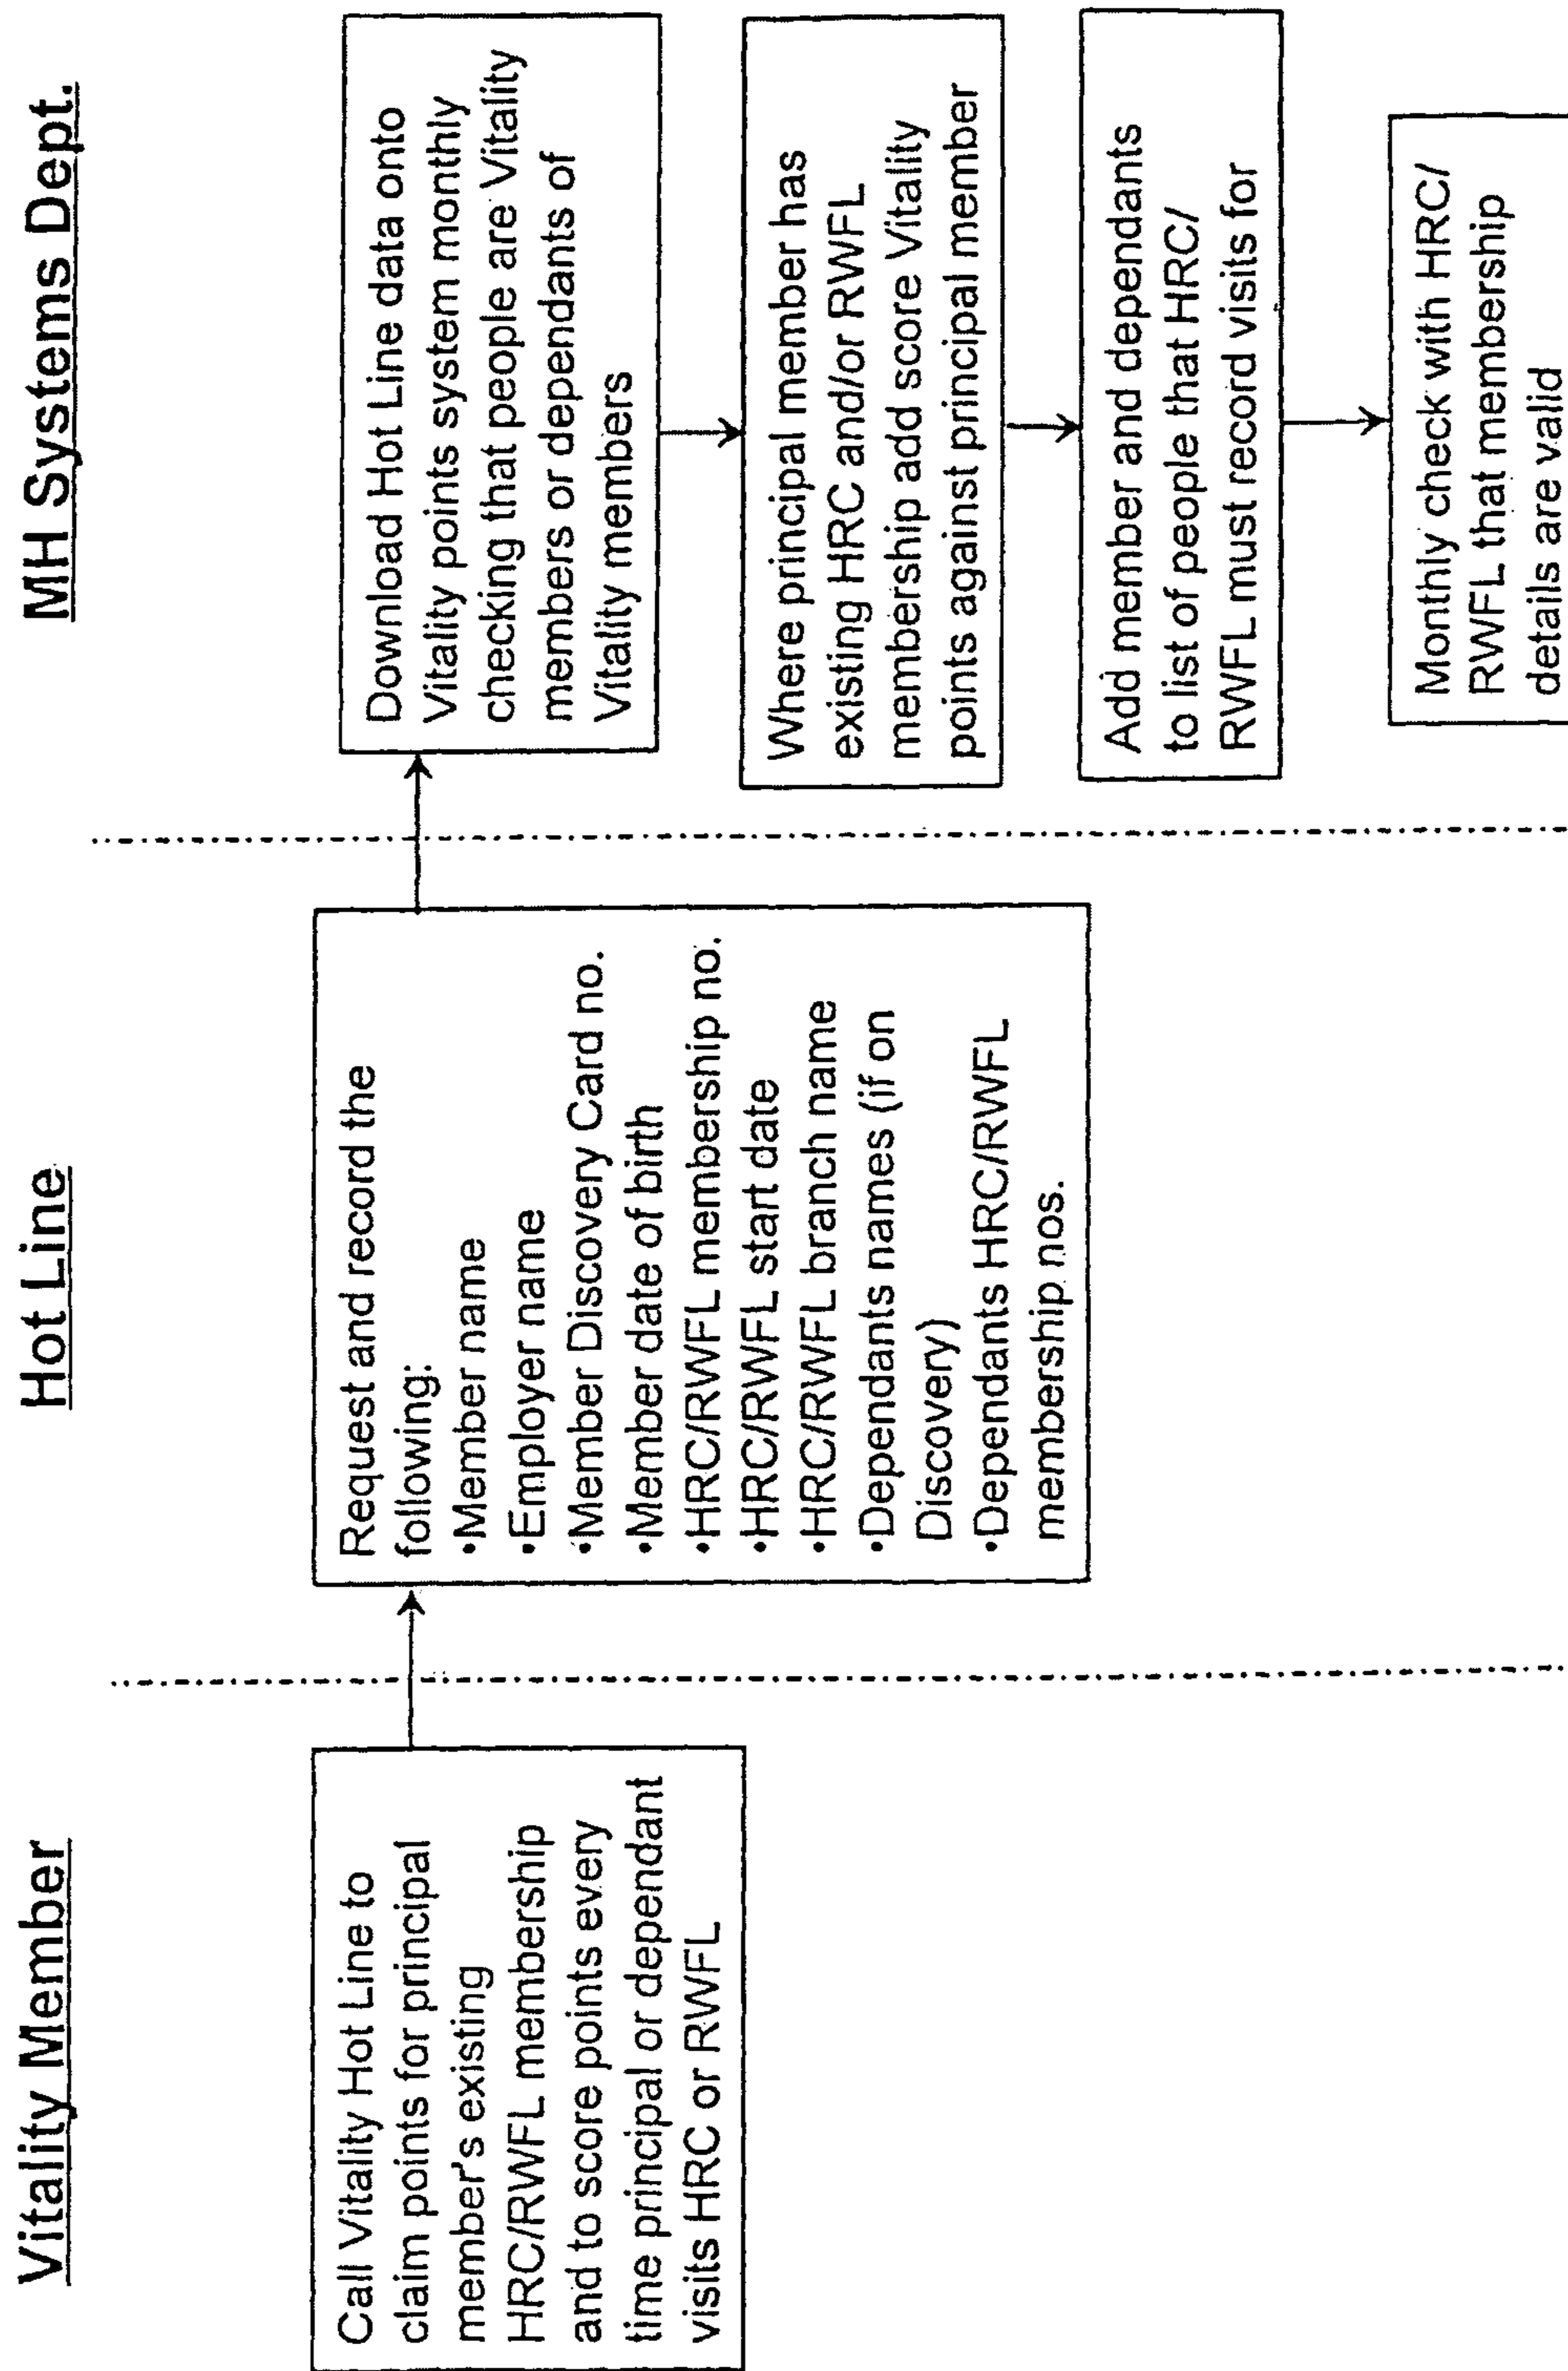 Vitality Member
Call Vitality Hot Line to
claim points for principal
member's existing
HRC/RWFL membership
and to score points every
time principal or dependant
visits HRC or RWFL
Hot Line
Request and record the
following:
•Member name
•Employer name
•Member Discovery Card no.
•Member date of birth
•HRC/RWFL membership no.
•HRC/RWFL start date
•HRC/RWFL branch name
•Dependants names (if on
Discovery)
•Dependants HRC/RWFL
membership nos.
MH Systems Dept.
Download Hot Line data onto
Vitality points system monthly
checking that people are Vitality
members or dependants of
Vitality members
Where principal member has
existing HRC and/or RWFL
membership add score Vitality
points against principal member
Add member and dependants
to list of people that HRC/
RWFL must record visits for
Monthly check with HRC/
RWFL that membership
details are valid